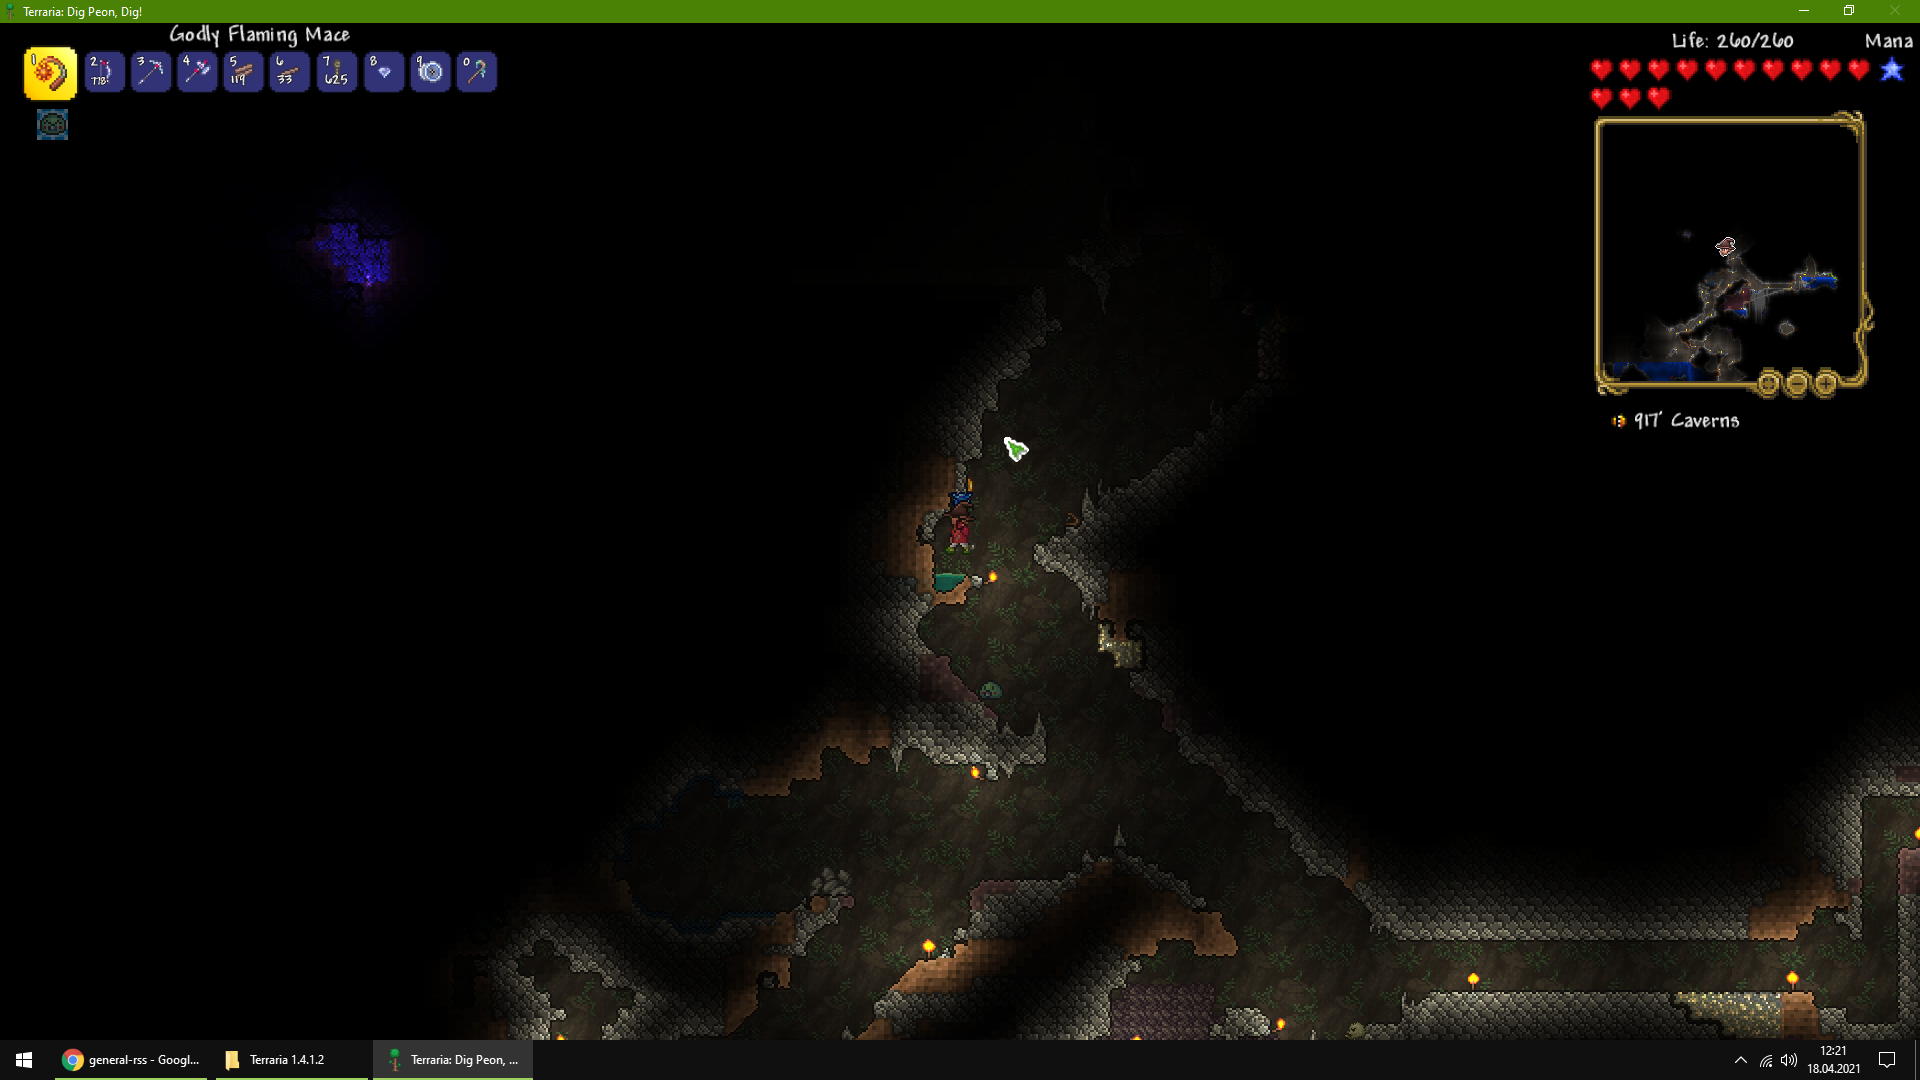 Terraria: Dig Peon, Dig!
Godly Flaming Mace
Life: 260/260
Mana
1
2
718
3
4
5
119
6
33
7
625
8
9
0
917' Caverns
general-rss - Googl...
Terraria 1.4.1.2
Terraria: Dig Peon, ...
12:21
18.04.2021